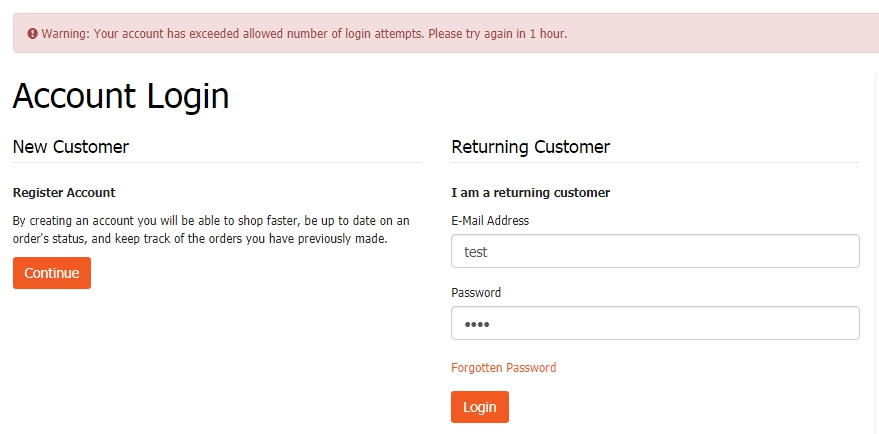 Warning: Your account has exceeded allowed number of login attempts. Please try again in 1 hour.
Account Login
New Customer
Register Account
By creating an account you will be able to shop faster, be up to date on an
order's status, and keep track of the orders you have previously made.
Continue
Returning Customer
I am a returning customer
E-Mail Address
test
Password
••••
Forgotten Password
Login